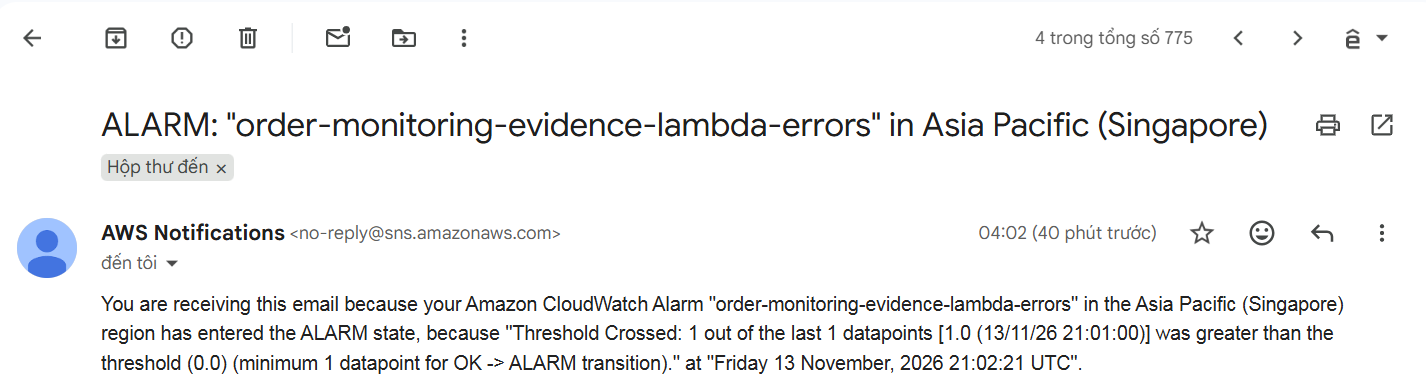 4 trong tổng số 775
ALARM: "order-monitoring-evidence-lambda-errors" in Asia Pacific (Singapore)
Hộp thư đến ×
AWS Notifications <no-reply@sns.amazonaws.com>
04:02 (40 phút trước)
đến tôi
You are receiving this email because your Amazon CloudWatch Alarm "order-monitoring-evidence-lambda-errors" in the Asia Pacific (Singapore)
region has entered the ALARM state, because "Threshold Crossed: 1 out of the last 1 datapoints [1.0 (13/11/26 21:01:00)] was greater than the
threshold (0.0) (minimum 1 datapoint for OK -> ALARM transition)." at "Friday 13 November, 2026 21:02:21 UTC".